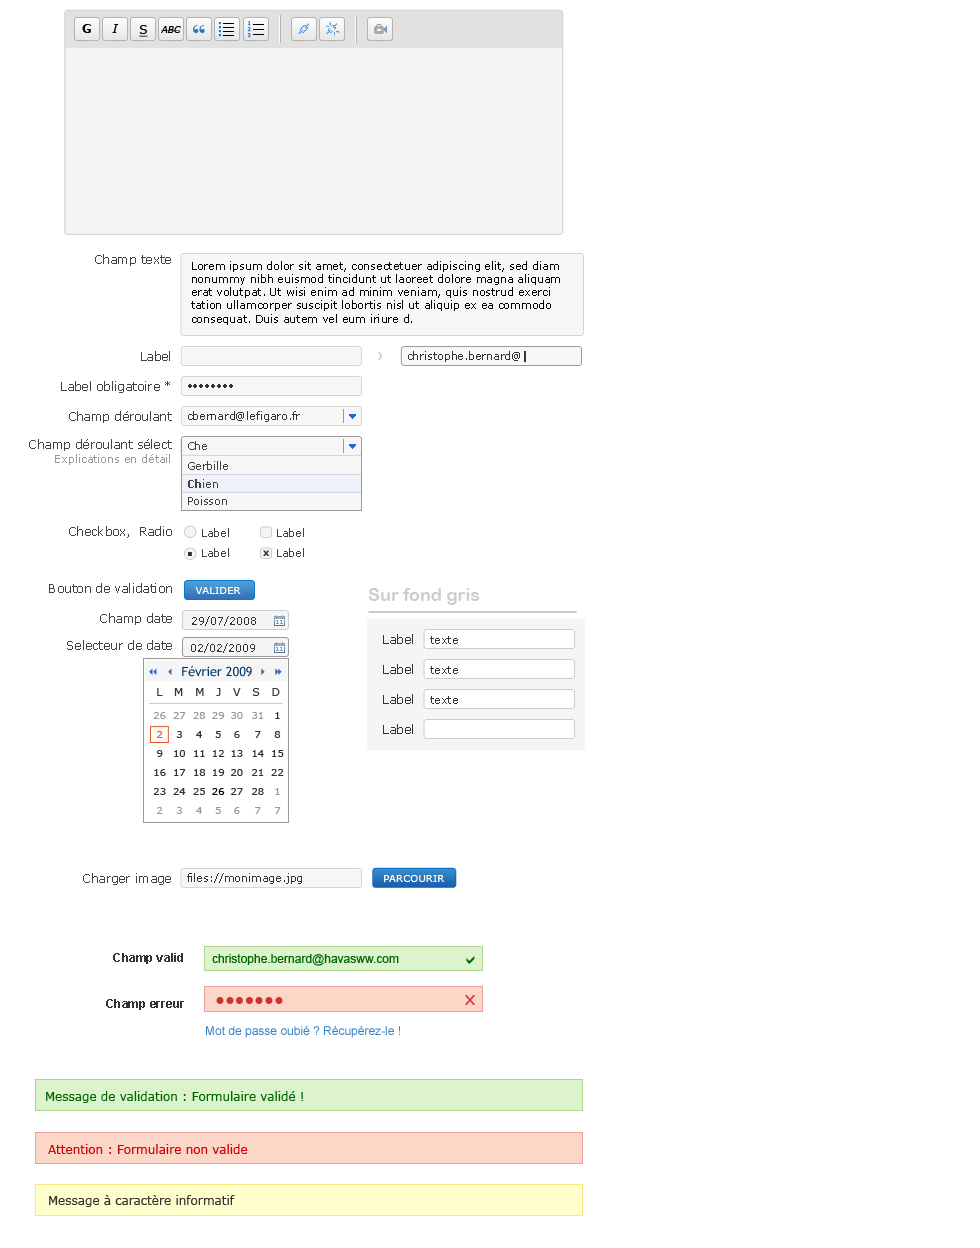 G I S ABC
Champ texte
Lorem ipsum dolor sit amet, consectetuer adipiscing elit, sed diam
nonummy nibh euismod tincidunt ut laoreet dolore magna aliquam
erat volutpat. Ut wisi enim ad minim veniam, quis nostrud exerci
tation ullamcorper suscipit lobortis nisl ut aliquip ex ea commodo
consequat. Duis autem vel eum iriure d.
Label
christophe.bernard@
Label obligatoire *
Champ déroulant
cbernard@lefigaro.fr
Champ déroulant sélect
Explications en détail
Che
Gerbille
Chien
Poisson
Checkbox, Radio
Label Label
Label Label
Bouton de validation
VALIDER
Champ date
29/07/2008
Selecteur de date
02/02/2009
Février 2009
L M M J V S D
26 27 28 29 30 31 1
2 3 4 5 6 7 8
9 10 11 12 13 14 15
16 17 18 19 20 21 22
23 24 25 26 27 28 1
2 3 4 5 6 7 7
Sur fond gris
Label texte
Label texte
Label texte
Label
Charger image
files://monimage.jpg
PARCOURIR
Champ valid
christophe.bernard@havasww.com
Champ erreur
Mot de passe oubié ? Récupérez-le !
Message de validation : Formulaire validé !
Attention : Formulaire non valide
Message à caractère informatif